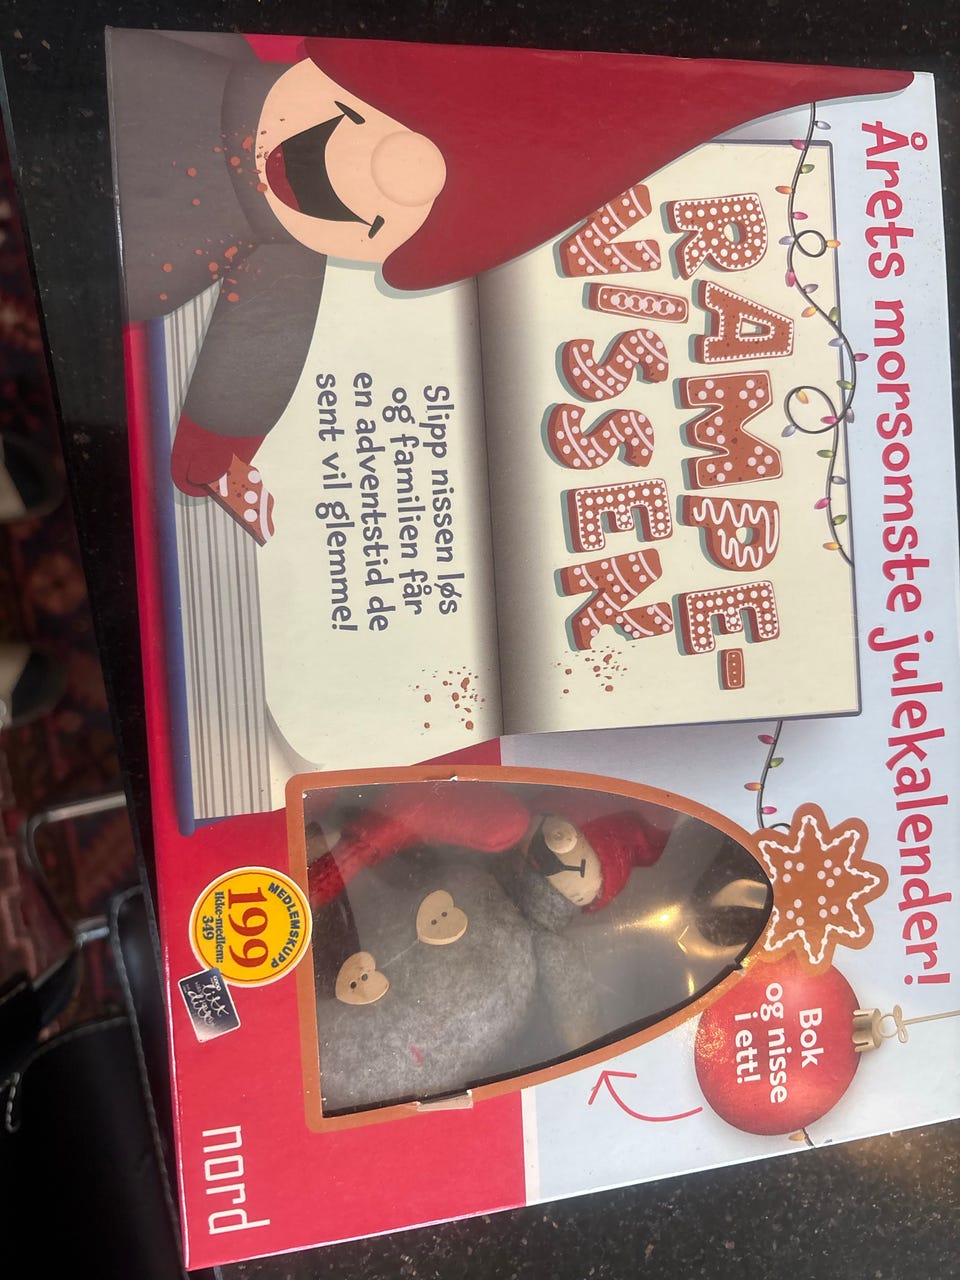 Årets morsomste julekalender!
RAMPE-
NISSEN
Slipp nissen løs
og familien får
en adventstid de
sent vil glemme!
Bok
og nisse
i ett!
MEDLEMSKUPP
199
Ikke-medlem:
349
coop
nord